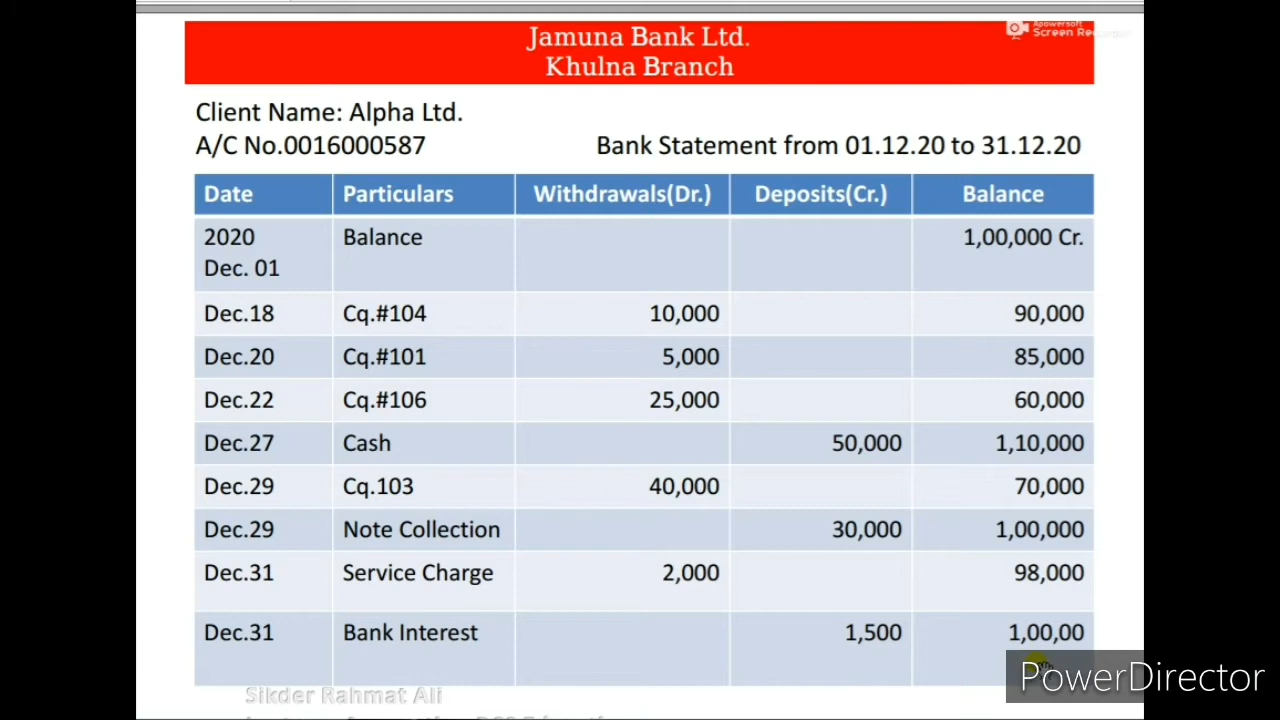 Jamuna Bank Ltd.
Khulna Branch
Apowersoft
Screen Recorder
Client Name: Alpha Ltd.
A/C No.0016000587 Bank Statement from 01.12.20 to 31.12.20
Date Particulars Withdrawals(Dr.) Deposits(Cr.) Balance
2020 Balance 1,00,000 Cr.
Dec. 01
Dec.18 Cq.#104 10,000 90,000
Dec.20 Cq.#101 5,000 85,000
Dec.22 Cq.#106 25,000 60,000
Dec.27 Cash 50,000 1,10,000
Dec.29 Cq.103 40,000 70,000
Dec.29 Note Collection 30,000 1,00,000
Dec.31 Service Charge 2,000 98,000
Dec.31 Bank Interest 1,500 1,00,00
PowerDirector
Sikder Rahmat Ali